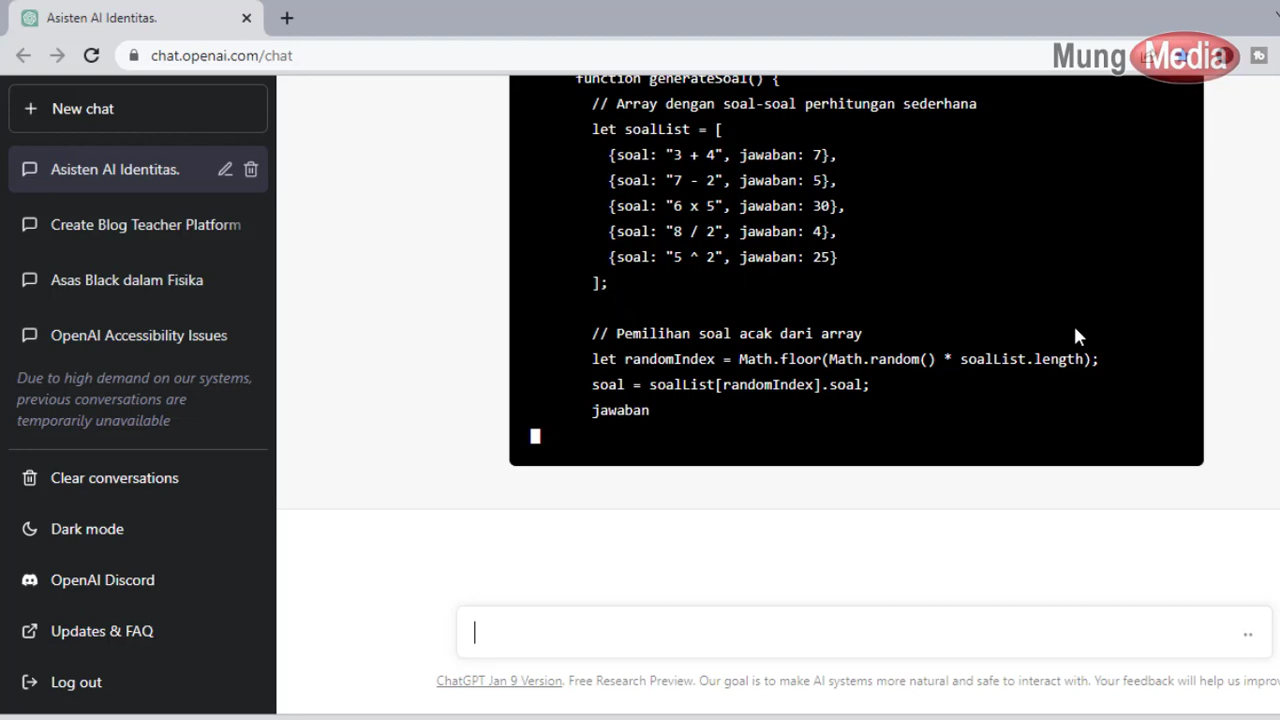 Asisten AI Identitas.
chat.openai.com/chat
Mung Media
New chat
Asisten AI Identitas.
Create Blog Teacher Platform
Asas Black dalam Fisika
OpenAI Accessibility Issues
Due to high demand on our systems,
previous conversations are
temporarily unavailable
Clear conversations
Dark mode
OpenAI Discord
Updates & FAQ
Log out
function generateSoal() {
// Array dengan soal-soal perhitungan sederhana
let soalList = [
{soal: "3 + 4", jawaban: 7},
{soal: "7 - 2", jawaban: 5},
{soal: "6 x 5", jawaban: 30},
{soal: "8 / 2", jawaban: 4},
{soal: "5 ^ 2", jawaban: 25}
];
// Pemilihan soal acak dari array
let randomIndex = Math.floor(Math.random() * soalList.length);
soal = soalList[randomIndex].soal;
jawaban
ChatGPT Jan 9 Version. Free Research Preview. Our goal is to make AI systems more natural and safe to interact with. Your feedback will help us improv